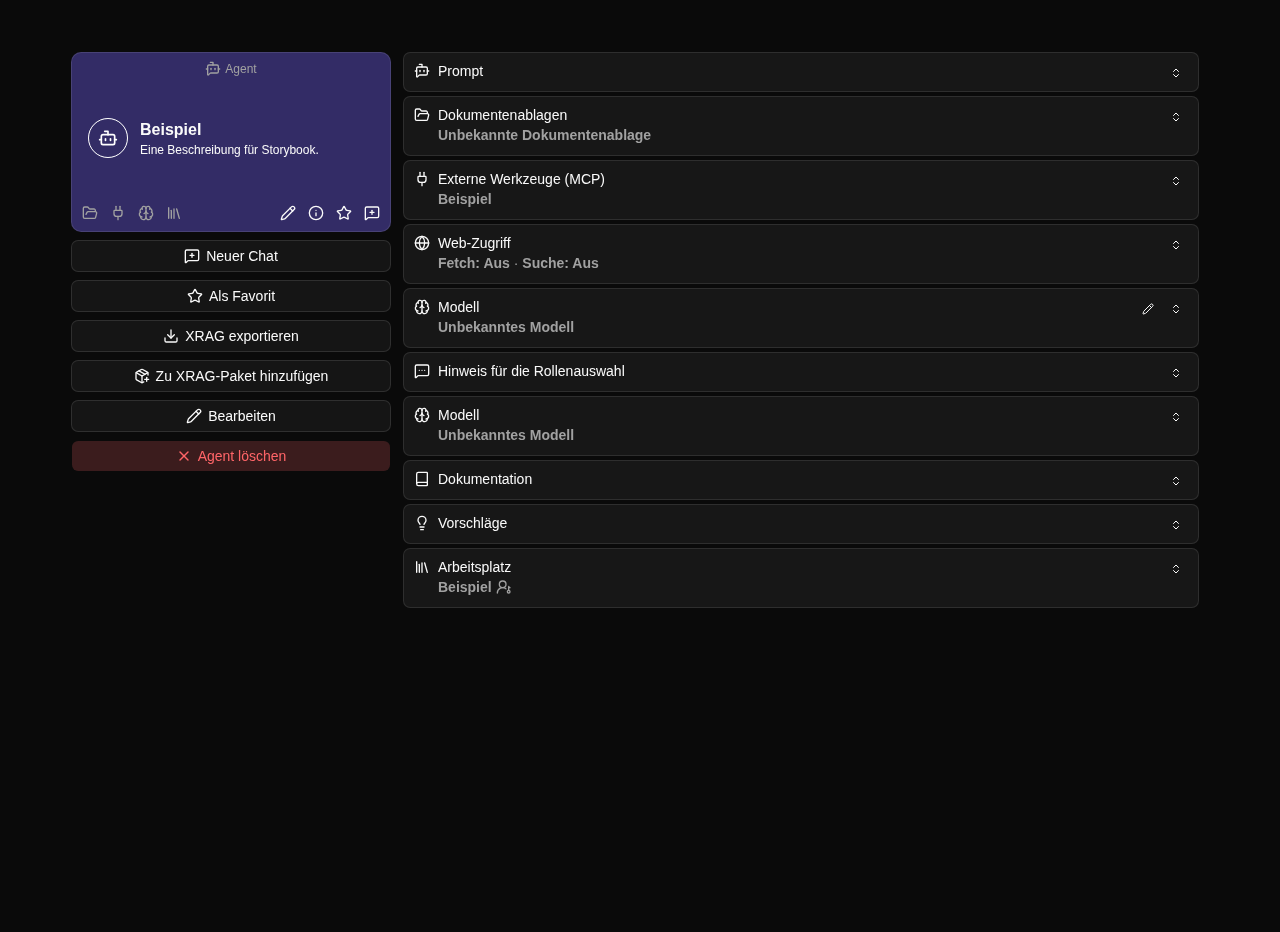 Agent
Beispiel
Eine Beschreibung für Storybook.
Neuer Chat
Als Favorit
XRAG exportieren
Zu XRAG-Paket hinzufügen
Bearbeiten
Agent löschen
Prompt
Dokumentenablagen
Unbekannte Dokumentenablage
Externe Werkzeuge (MCP)
Beispiel
Web-Zugriff
Fetch: Aus · Suche: Aus
Modell
Unbekanntes Modell
Hinweis für die Rollenauswahl
Modell
Unbekanntes Modell
Dokumentation
Vorschläge
Arbeitsplatz
Beispiel